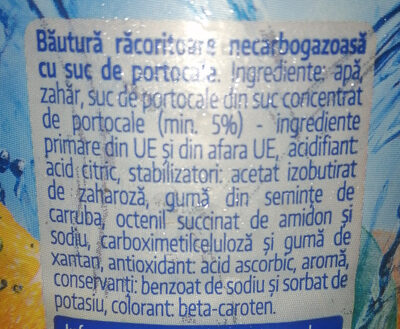 Băutură răcoritoare necarbogazoasă
cu suc de portocale. Ingrediente: apă,
zahăr, suc de portocale din suc concentrat
de portocale (min. 5%) - ingrediente
primare din UE și din afara UE, acidifiant:
acid citric, stabilizatori: acetat izobutirat
de zaharoză, gumă din semințe de
carruba, octenil succinat de amidon și
sodiu, carboximetilceluloză și gumă de
xantan, antioxidant: acid ascorbic, aromă,
conservanți: benzoat de sodiu și sorbat de
potasiu, colorant: beta-caroten.